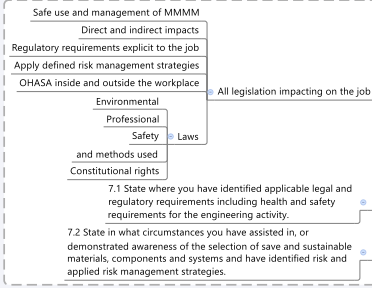 Safe use and management of MMMM
Direct and indirect impacts
Regulatory requirements explicit to the job
Apply defined risk management strategies
OHASA inside and outside the workplace
All legislation impacting on the job
Environmental
Professional
Safety
Laws
and methods used
Constitutional rights
7.1 State where you have identified applicable legal and
regulatory requirements including health and safety
requirements for the engineering activity.
7.2 State in what circumstances you have assisted in, or
demonstrated awareness of the selection of save and sustainable
materials, components and systems and have identified risk and
applied risk management strategies.